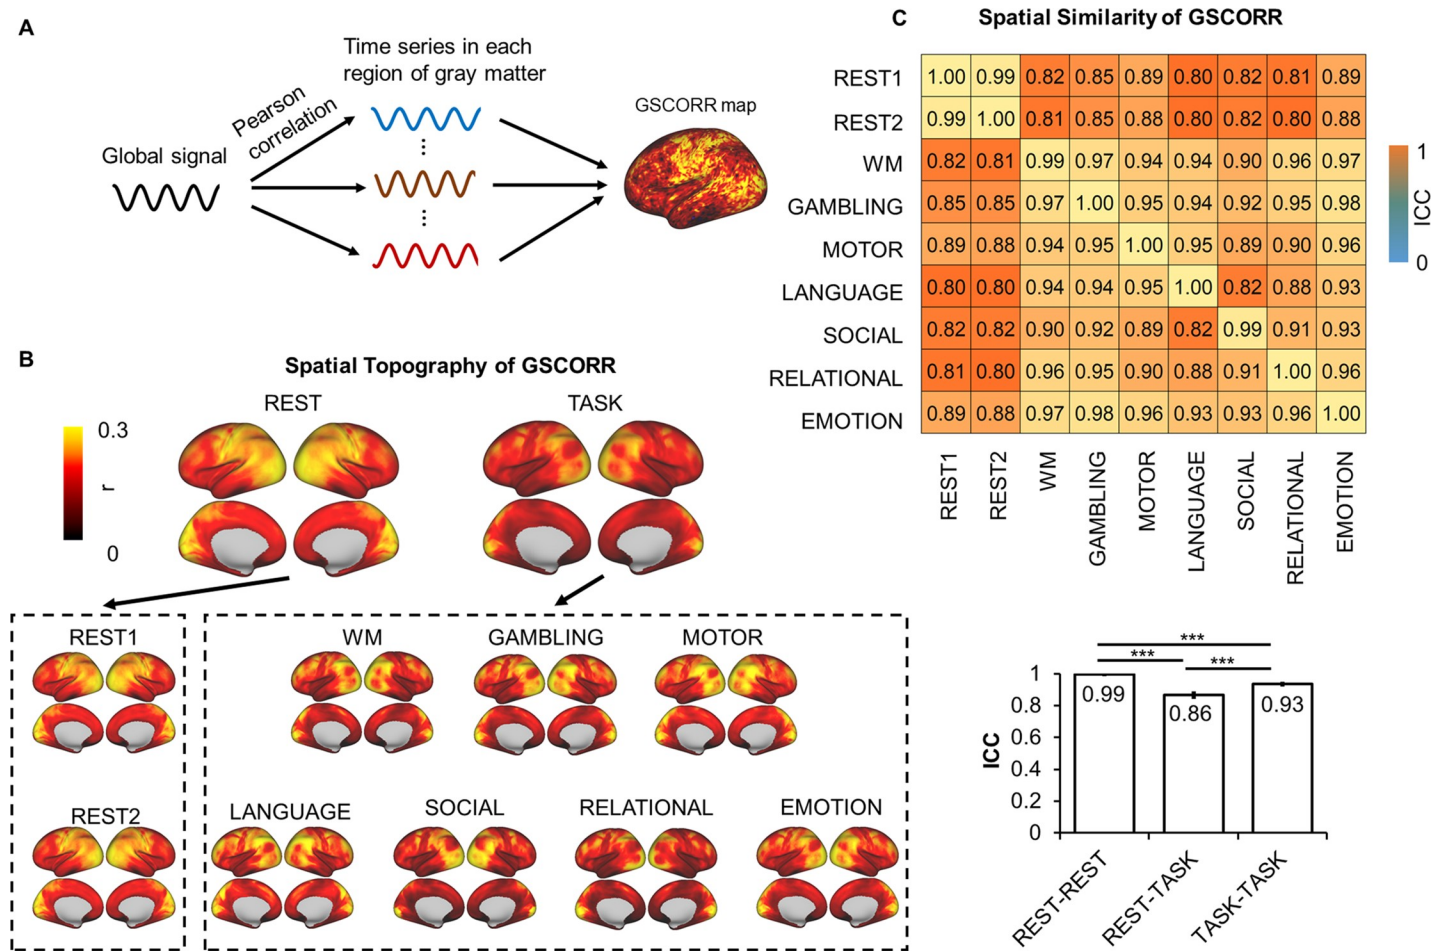 A
Time series in each
region of gray matter
Pearson
correlation
Global signal
⋮
⋮
GSCORR map
B
Spatial Topography of GSCORR
REST
TASK
0.3
r
0
REST1
WM
GAMBLING
MOTOR
REST2
LANGUAGE
SOCIAL
RELATIONAL
EMOTION
C
Spatial Similarity of GSCORR
REST1 1.00 0.99 0.82 0.85 0.89 0.80 0.82 0.81 0.89
REST2 0.99 1.00 0.81 0.85 0.88 0.80 0.82 0.80 0.88
WM 0.82 0.81 0.99 0.97 0.94 0.94 0.90 0.96 0.97
GAMBLING 0.85 0.85 0.97 1.00 0.95 0.94 0.92 0.95 0.98
MOTOR 0.89 0.88 0.94 0.95 1.00 0.95 0.89 0.90 0.96
LANGUAGE 0.80 0.80 0.94 0.94 0.95 1.00 0.82 0.88 0.93
SOCIAL 0.82 0.82 0.90 0.92 0.89 0.82 0.99 0.91 0.93
RELATIONAL 0.81 0.80 0.96 0.95 0.90 0.88 0.91 1.00 0.96
EMOTION 0.89 0.88 0.97 0.98 0.96 0.93 0.93 0.96 1.00
REST1 REST2 WM GAMBLING MOTOR LANGUAGE SOCIAL RELATIONAL EMOTION
1
ICC
0
***
*** ***
1
0.8
0.6
0.4
0.2
0
ICC
0.99 0.86 0.93
REST-REST REST-TASK TASK-TASK